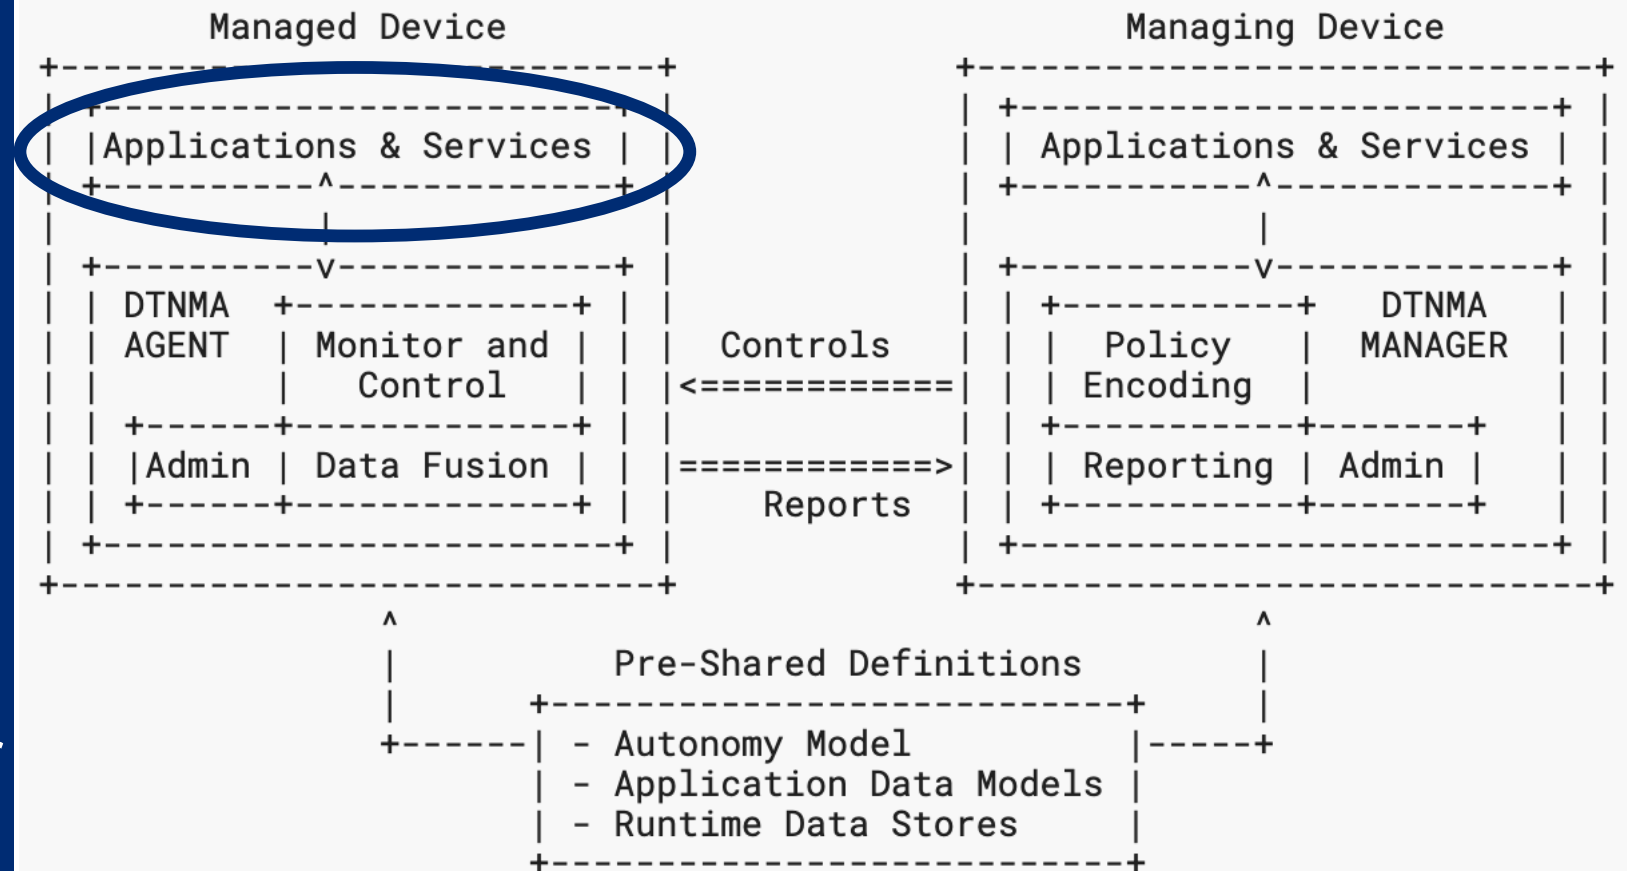 Managed Device
Managing Device
Applications & Services
Applications & Services
DTNMA
AGENT
Monitor and
Control
Admin
Data Fusion
Controls
Reports
Policy
Encoding
DTNMA
MANAGER
Reporting
Admin
Pre-Shared Definitions
- Autonomy Model
- Application Data Models
- Runtime Data Stores